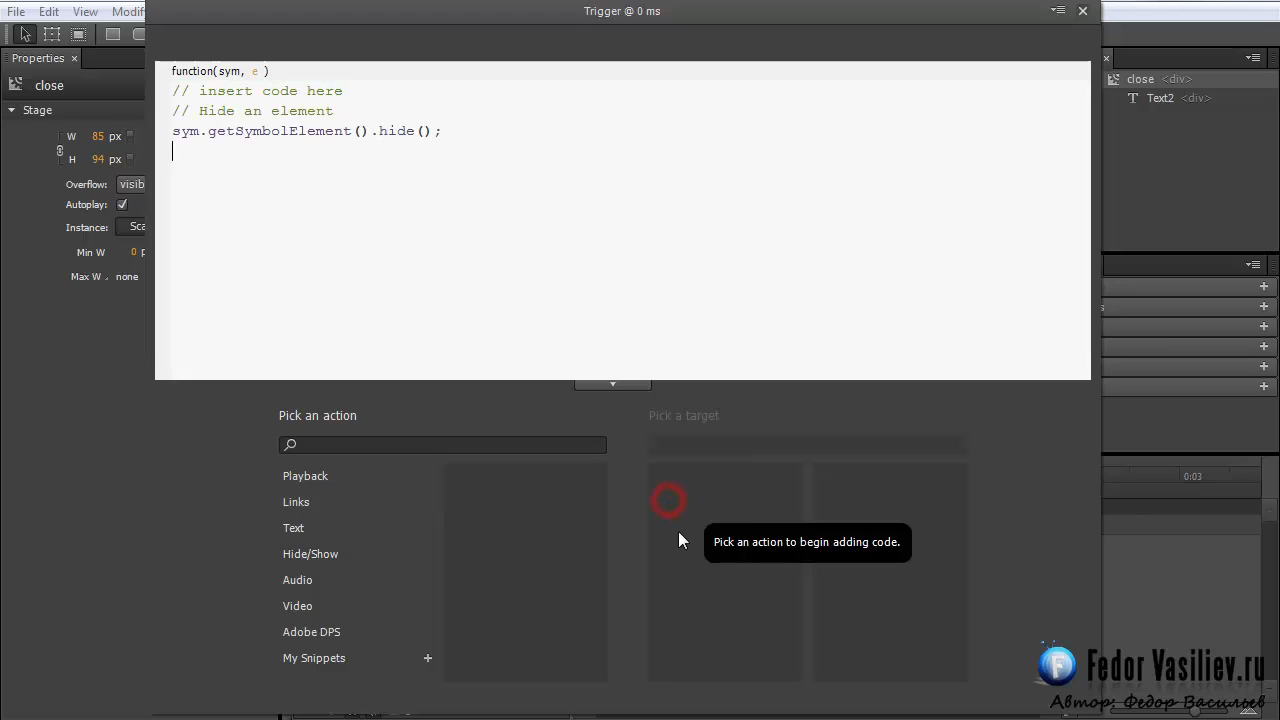 File Edit View Modif
Trigger @ 0 ms
Properties ×
close
Stage
W 85 px
H 94 px
Overflow: visib
Autoplay:
Instance: Sca
Min W 0 p
Max W none
function(sym, e )
// insert code here
// Hide an element
sym.getSymbolElement().hide();
close <div>
T Text2 <div>
Pick an action
Pick a target
Playback
Links
Text
Hide/Show
Audio
Video
Adobe DPS
My Snippets +
Pick an action to begin adding code.
0:03
Fedor Vasiliev.ru
Автор: Федор Васильев